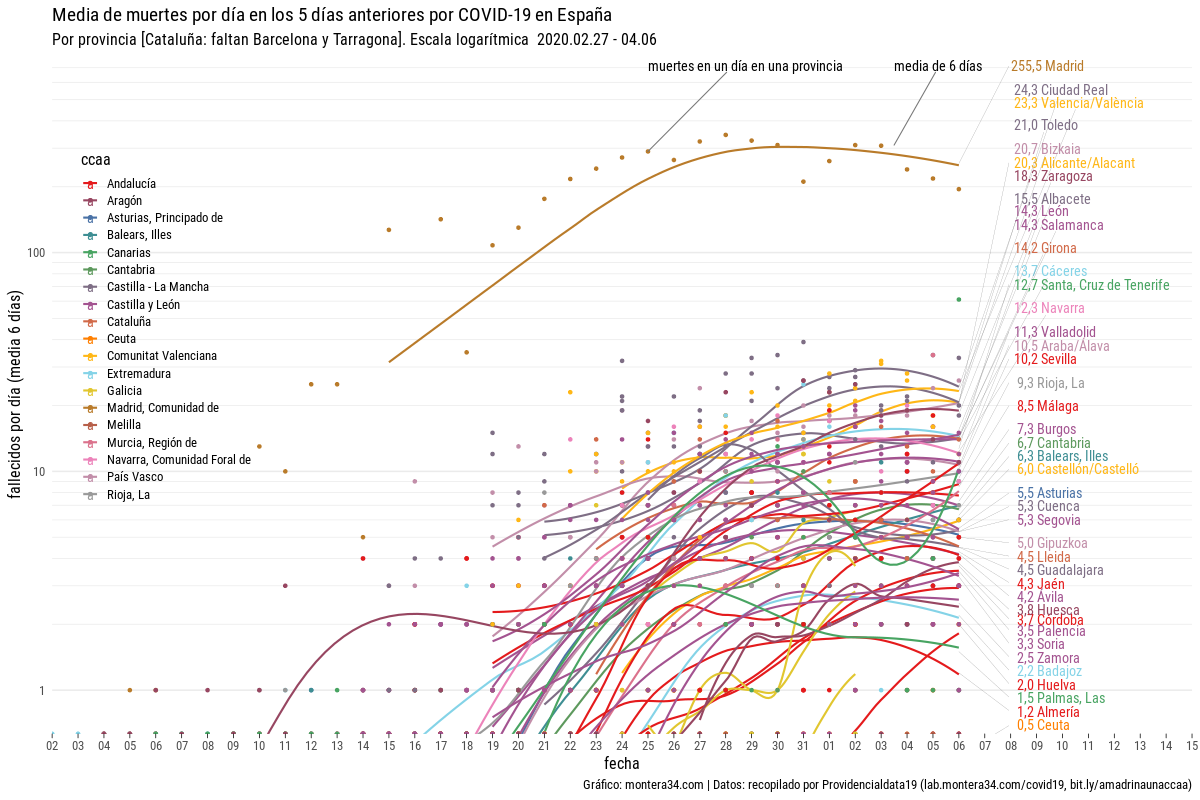 Media de muertes por día en los 5 días anteriores por COVID-19 en España
Por provincia [Cataluña: faltan Barcelona y Tarragona]. Escala logarítmica  2020.02.27 - 04.06
muertes en un día en una provincia
media de 6 días
ccaa
Andalucía
Aragón
Asturias, Principado de
Balears, Illes
Canarias
Cantabria
Castilla - La Mancha
Castilla y León
Cataluña
Ceuta
Comunitat Valenciana
Extremadura
Galicia
Madrid, Comunidad de
Melilla
Murcia, Región de
Navarra, Comunidad Foral de
País Vasco
Rioja, La
255,5 Madrid
24,3 Ciudad Real
23,3 Valencia/València
21,0 Toledo
20,7 Bizkaia
20,3 Alicante/Alacant
18,3 Zaragoza
15,5 Albacete
14,3 León
14,3 Salamanca
14,2 Girona
13,7 Cáceres
12,7 Santa, Cruz de Tenerife
12,3 Navarra
11,3 Valladolid
10,5 Araba/Álava
10,2 Sevilla
9,3 Rioja, La
8,5 Málaga
7,3 Burgos
6,7 Cantabria
6,3 Balears, Illes
6,0 Castellón/Castelló
5,5 Asturias
5,3 Cuenca
5,3 Segovia
5,0 Gipuzkoa
4,5 Lleida
4,5 Guadalajara
4,3 Jaén
4,2 Ávila
3,8 Huesca
3,7 Córdoba
3,5 Palencia
3,3 Soria
2,5 Zamora
2,2 Badajoz
2,0 Huelva
1,5 Palmas, Las
1,2 Almería
0,5 Ceuta
fallecidos por día (media 6 días)
100
10
1
02 03 04 05 06 07 08 09 10 11 12 13 14 15 16 17 18 19 20 21 22 23 24 25 26 27 28 29 30 31 01 02 03 04 05 06 07 08 09 10 11 12 13 14 15
fecha
Gráfico: montera34.com | Datos: recopilado por Providencialdata19 (lab.montera34.com/covid19, bit.ly/amadrinaunaccaa)